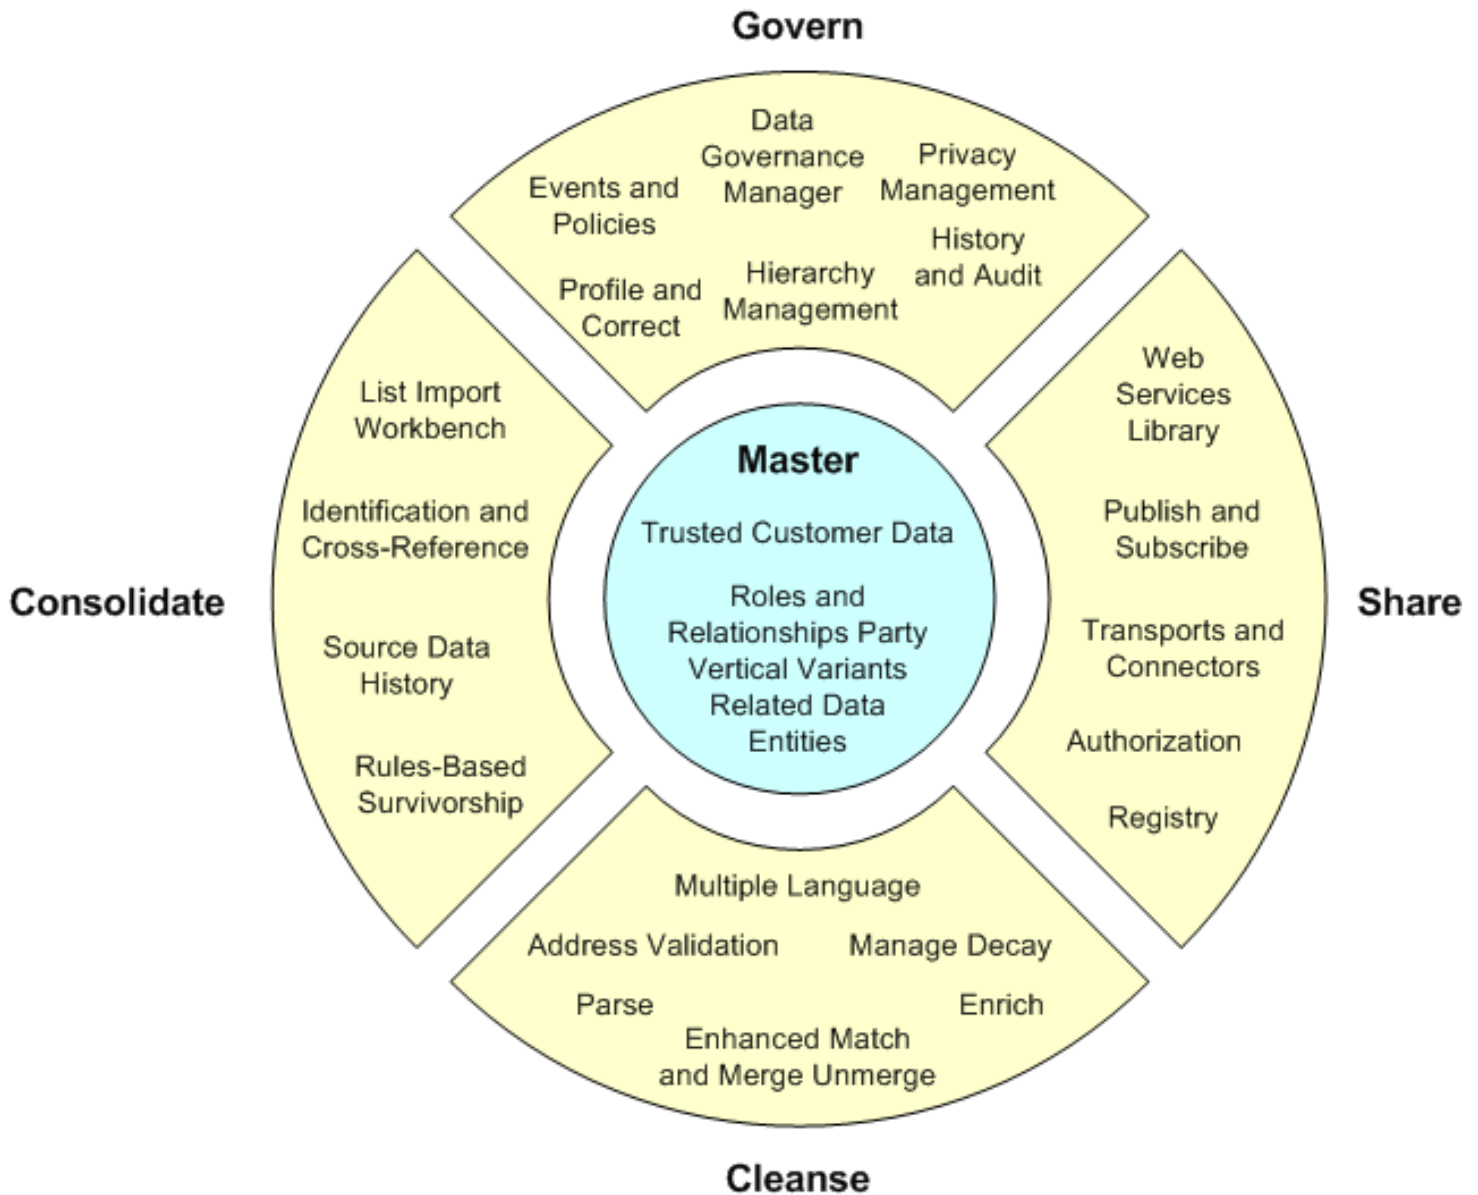 Govern
Data
Governance
Manager
Privacy
Management
Events and
Policies
History
and Audit
Hierarchy
Management
Profile and
Correct
Consolidate
List Import
Workbench
Identification and
Cross-Reference
Source Data
History
Rules-Based
Survivorship
Master
Trusted Customer Data
Roles and
Relationships Party
Vertical Variants
Related Data
Entities
Share
Web
Services
Library
Publish and
Subscribe
Transports and
Connectors
Authorization
Registry
Multiple Language
Address Validation
Manage Decay
Parse
Enrich
Enhanced Match
and Merge Unmerge
Cleanse